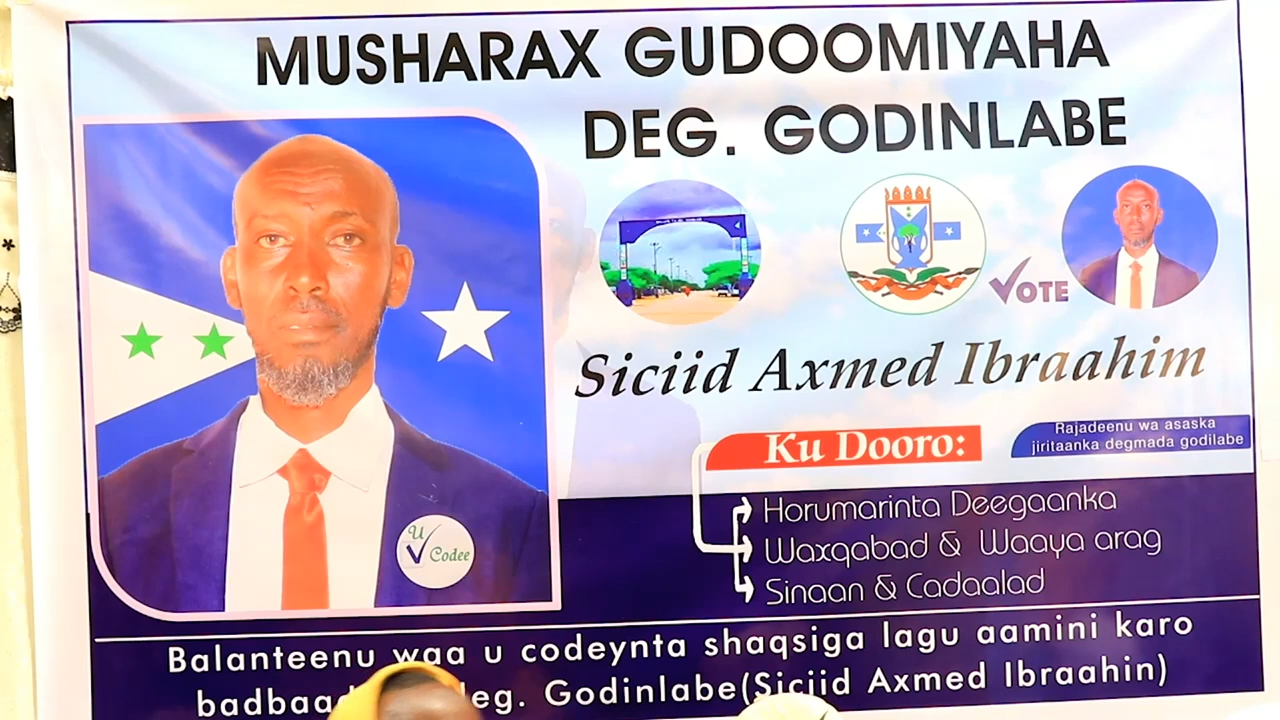 MUSHARAX GUDOOMIYAHA
DEG. GODINLABE
VOTE
Siciid Axmed Ibraahim
Rajadeenu wa asaska
jiritaanka degmada godilabe
Ku Dooro:
Horumarinta Deegaanka
Waxqabad & Waaya arag
Sinaan & Cadaalad
U
Codee
Balanteenu waa u codeynta shaqsiga lagu aamini karo
deg. Godinlabe(Siciid Axmed Ibraahin)